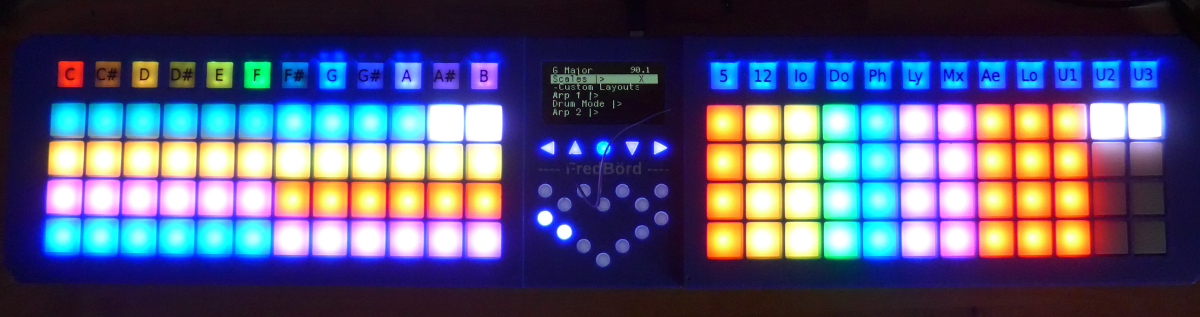 C C# D D# E F F# G G# A A# B
G Major 90.1
Scales |> X
-Custom Layouts
Arp 1 |>
Drum Mode |>
Arp 2 |>
FredBörd
5 12 Io Do Ph Ly Mx Ae Lo U1 U2 U3